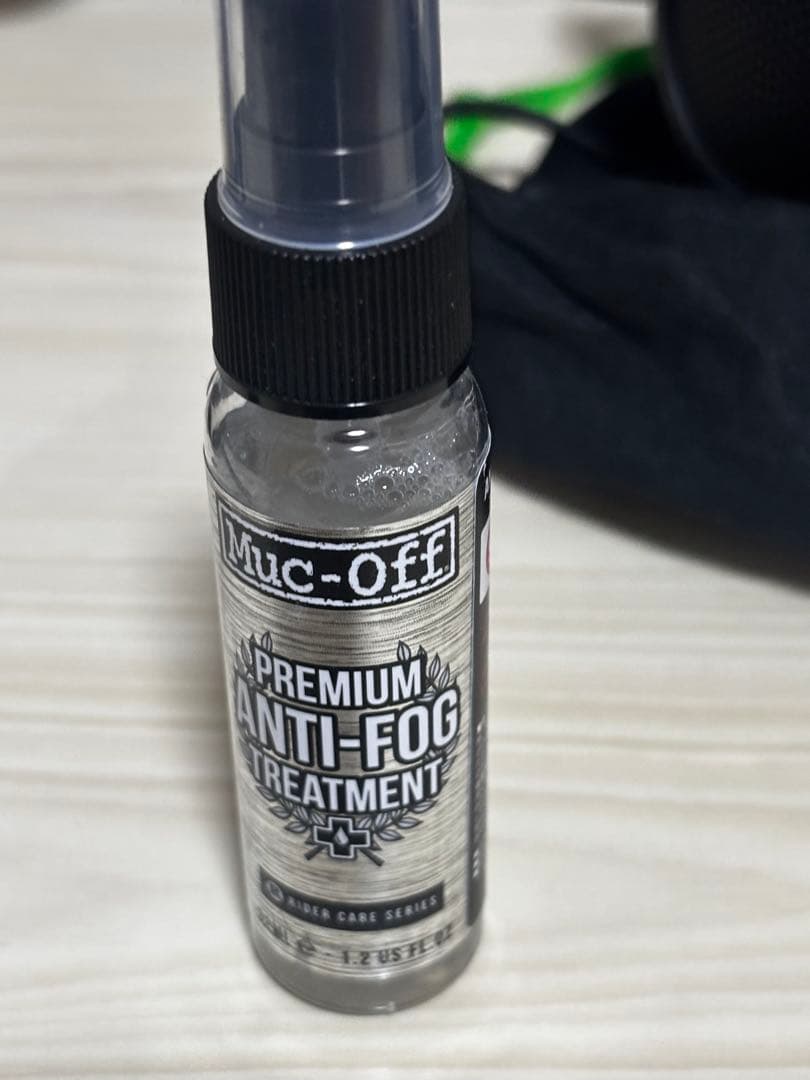 Muc-Off
PREMIUM
ANTI-FOG
TREATMENT
RIDER CARE SERIES
1.2 US FL OZ